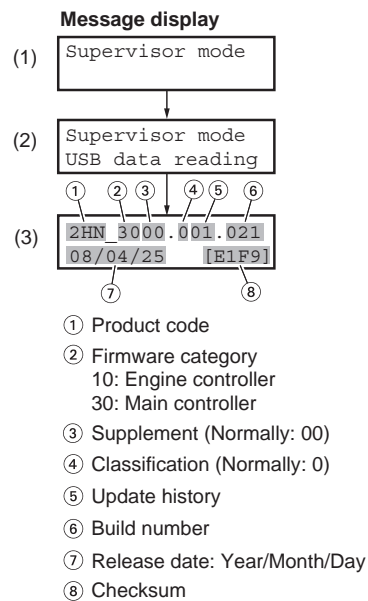 Message display
(1)
Supervisor mode
(2)
Supervisor mode
USB data reading
① ② ③ ④ ⑤ ⑥
(3)
2HN_3000.001.021
08/04/25 [E1F9]
⑦ ⑧
① Product code
② Firmware category
10: Engine controller
30: Main controller
③ Supplement (Normally: 00)
④ Classification (Normally: 0)
⑤ Update history
⑥ Build number
⑦ Release date: Year/Month/Day
⑧ Checksum